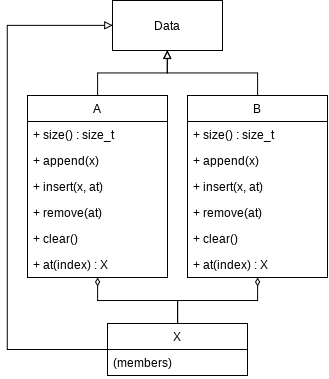 Data
A
+ size() : size_t
+ append(x)
+ insert(x, at)
+ remove(at)
+ clear()
+ at(index) : X
B
+ size() : size_t
+ append(x)
+ insert(x, at)
+ remove(at)
+ clear()
+ at(index) : X
X
(members)